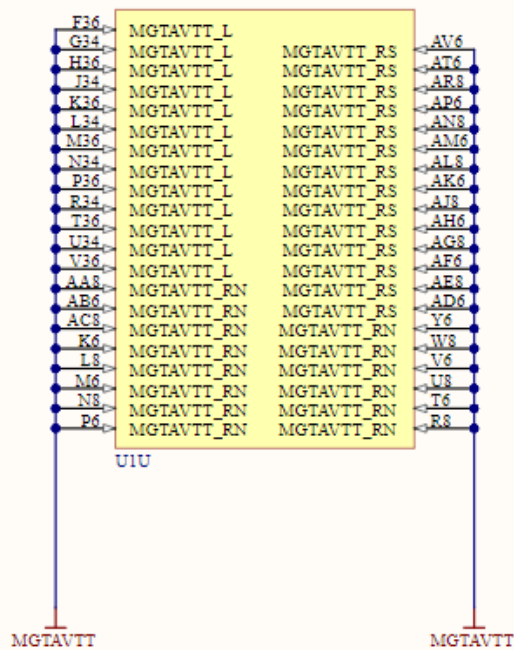 F36 MGTAVTT_L
G34 MGTAVTT_L MGTAVTT_RS AV6
H36 MGTAVTT_L MGTAVTT_RS AT6
J34 MGTAVTT_L MGTAVTT_RS AR8
K36 MGTAVTT_L MGTAVTT_RS AP6
L34 MGTAVTT_L MGTAVTT_RS AN8
M36 MGTAVTT_L MGTAVTT_RS AM6
N34 MGTAVTT_L MGTAVTT_RS AL8
P36 MGTAVTT_L MGTAVTT_RS AK6
R34 MGTAVTT_L MGTAVTT_RS AJ8
T36 MGTAVTT_L MGTAVTT_RS AH6
U34 MGTAVTT_L MGTAVTT_RS AG8
V36 MGTAVTT_L MGTAVTT_RS AF6
AA8 MGTAVTT_RN MGTAVTT_RS AE8
AB6 MGTAVTT_RN MGTAVTT_RS AD6
AC8 MGTAVTT_RN MGTAVTT_RN Y6
K6 MGTAVTT_RN MGTAVTT_RN W8
L8 MGTAVTT_RN MGTAVTT_RN V6
M6 MGTAVTT_RN MGTAVTT_RN U8
N8 MGTAVTT_RN MGTAVTT_RN T6
P6 MGTAVTT_RN MGTAVTT_RN R8
U1U
MGTAVTT MGTAVTT